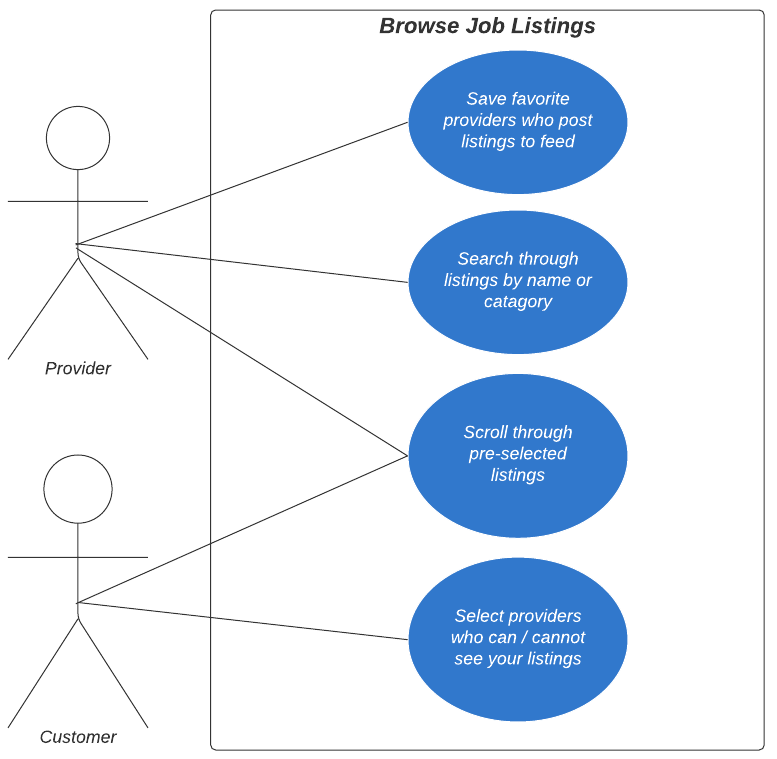 Browse Job Listings
Save favorite
providers who post
listings to feed
Search through
listings by name or
catagory
Provider
Scroll through
pre-selected
listings
Select providers
who can / cannot
see your listings
Customer